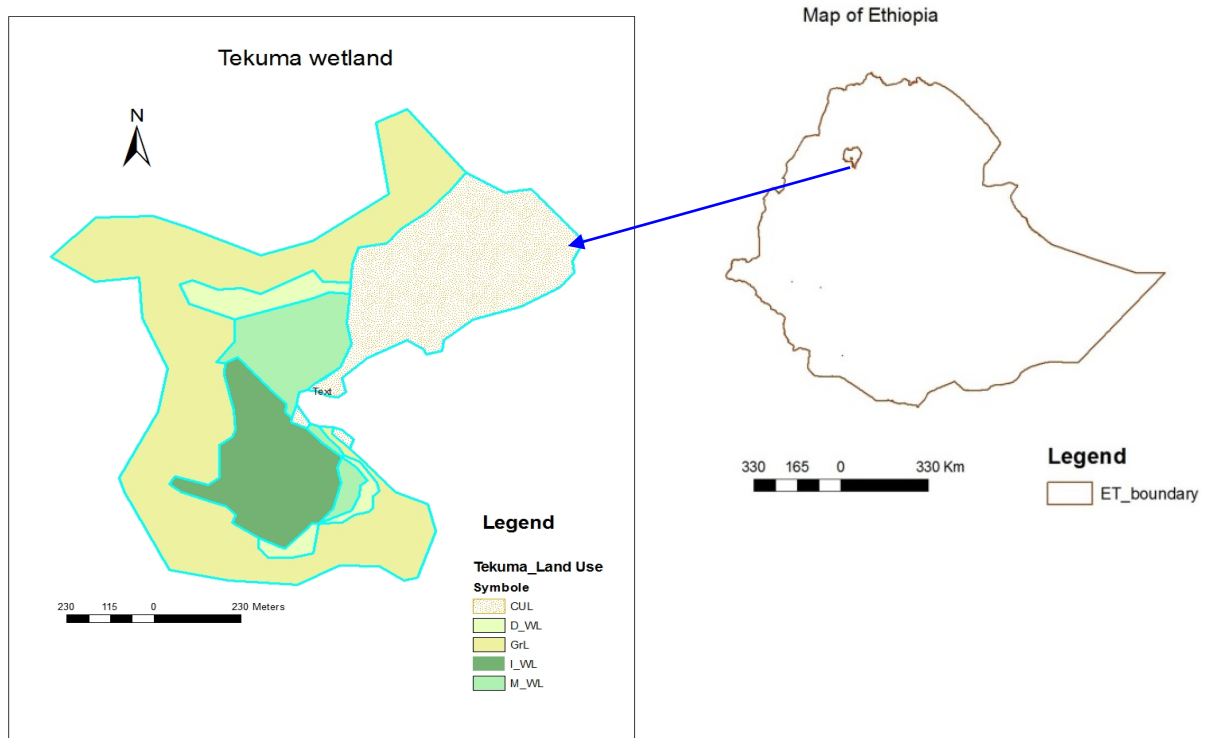 Tekuma wetland
N
Text
Legend
Tekuma_Land Use
Symbole
CUL
D_WL
GrL
I_WL
M_WL
230 115 0 230 Meters
Map of Ethiopia
330 165 0 330 Km
Legend
ET_boundary